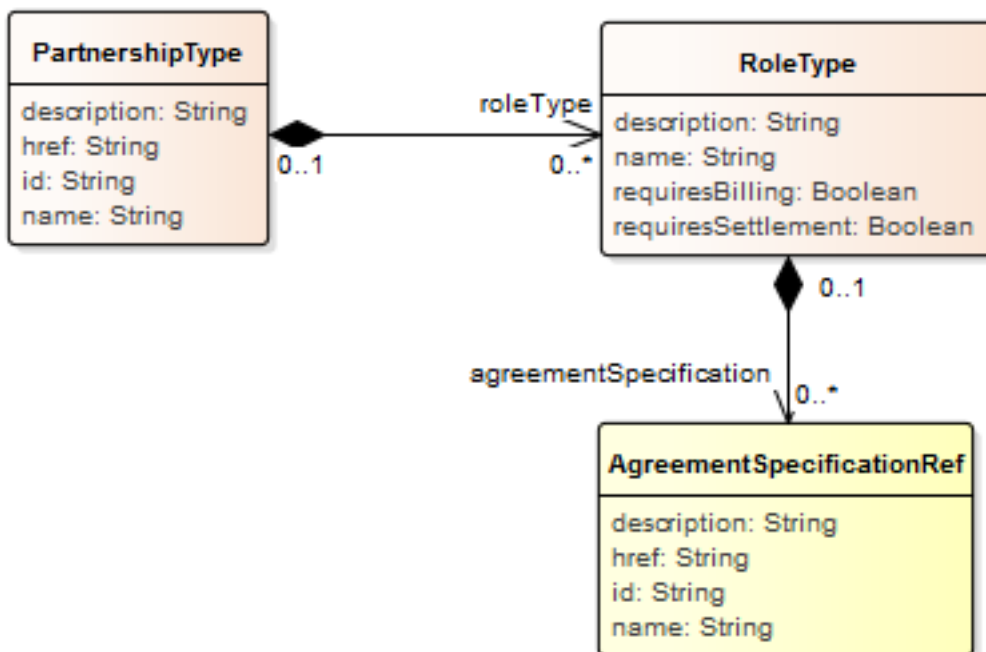 PartnershipType
description: String
href: String
id: String
name: String
roleType
0..1
0..*
RoleType
description: String
name: String
requiresBilling: Boolean
requiresSettlement: Boolean
0..1
agreementSpecification
0..*
AgreementSpecificationRef
description: String
href: String
id: String
name: String